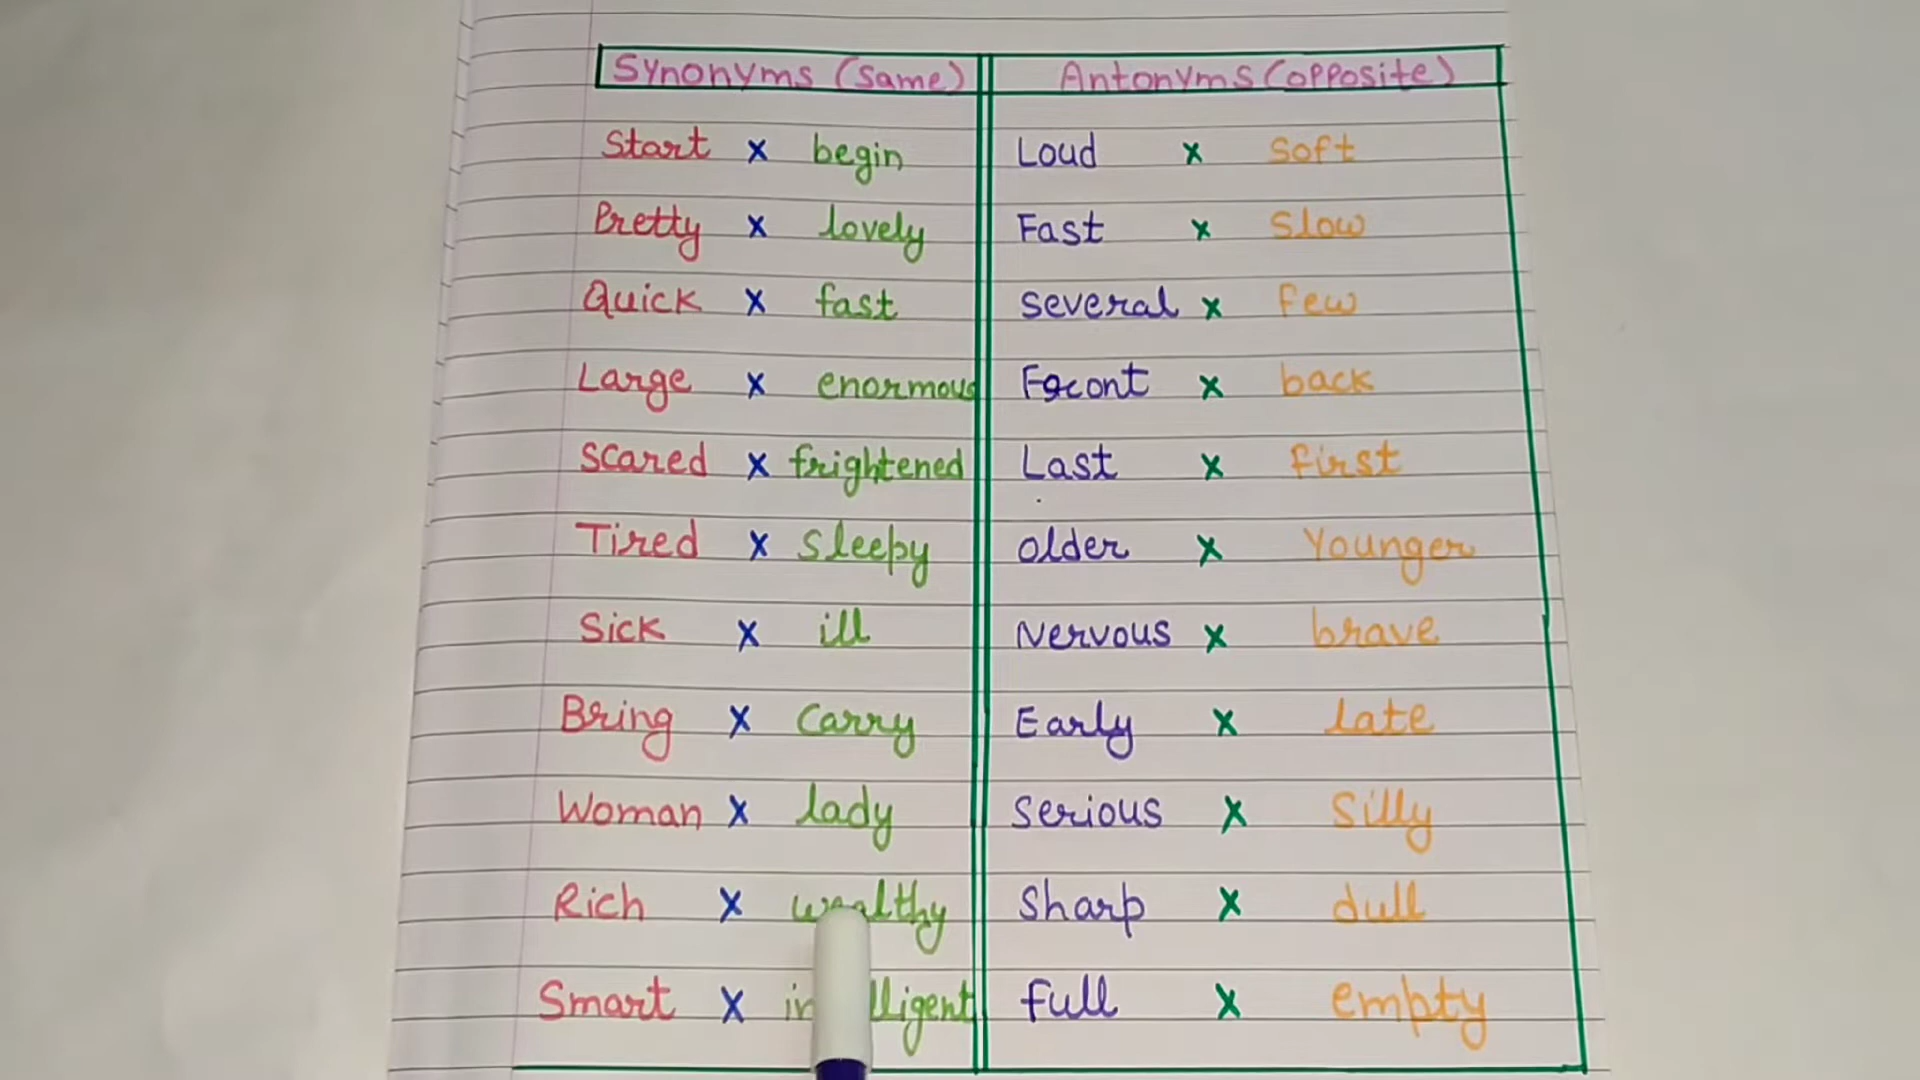 Synonyms (same) Antonyms (opposite)
Start x begin Loud x Soft
Pretty x lovely Fast x Slow
Quick x fast Several x few
Large x enormous Front x back
Scared x frightened Last x first
Tired x Sleepy Older x Younger
Sick x ill Nervous x brave
Bring x Carry Early x late
Woman x lady Serious x Silly
Rich x wealthy Sharp x dull
Smart x intelligent Full x empty